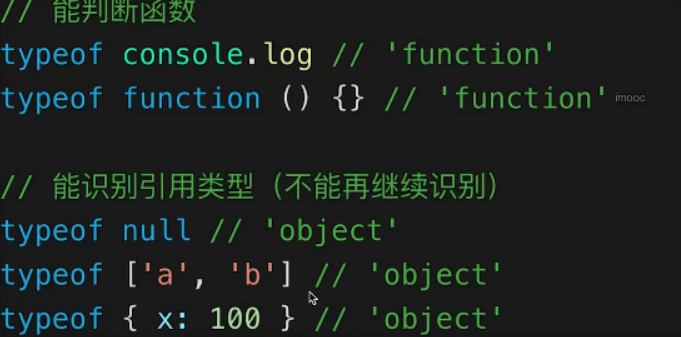 // 能判断函数
typeof console.log // 'function'
typeof function () {} // 'function'
imooc
// 能识别引用类型（不能再继续识别）
typeof null // 'object'
typeof ['a', 'b'] // 'object'
typeof { x: 100 } // 'object'